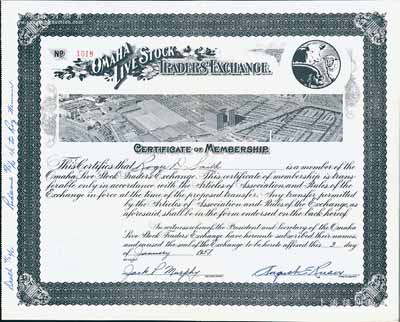 No 1018
OMAHA
LIVE STOCK
TRADERS' EXCHANGE.
CERTIFICATE OF MEMBERSHIP
This Certifies that Roger D. Smith is a member of the
Omaha Live Stock Traders Exchange. This certificate of membership is trans-
ferable only in accordance with the Articles of Association and Rules of the
Exchange in force at the time of the proposed transfer. Any transfer permitted
by the Articles of Association and Rules of the Exchange, as
aforesaid, shall be in the form endorsed on the back hereof.
In witness whereof, the President and Secretary of the Omaha
Live Stock Traders Exchange have hereunto subscribed their names
and caused the seal of the Exchange to be hereto affixed this 2 day
of January 19
Jack P. Murphy